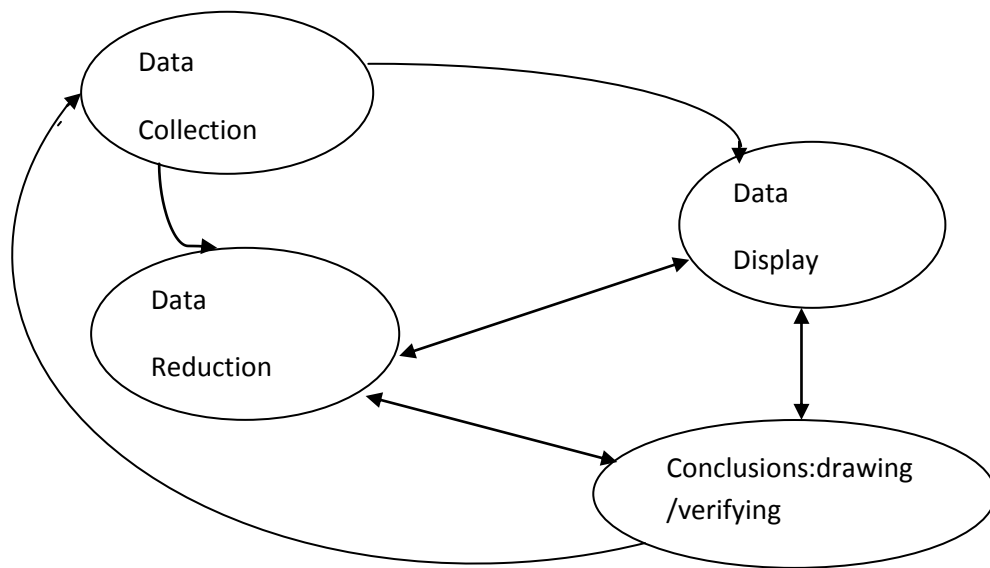 Data
Collection
Data
Display
Data
Reduction
Conclusions:drawing
/verifying